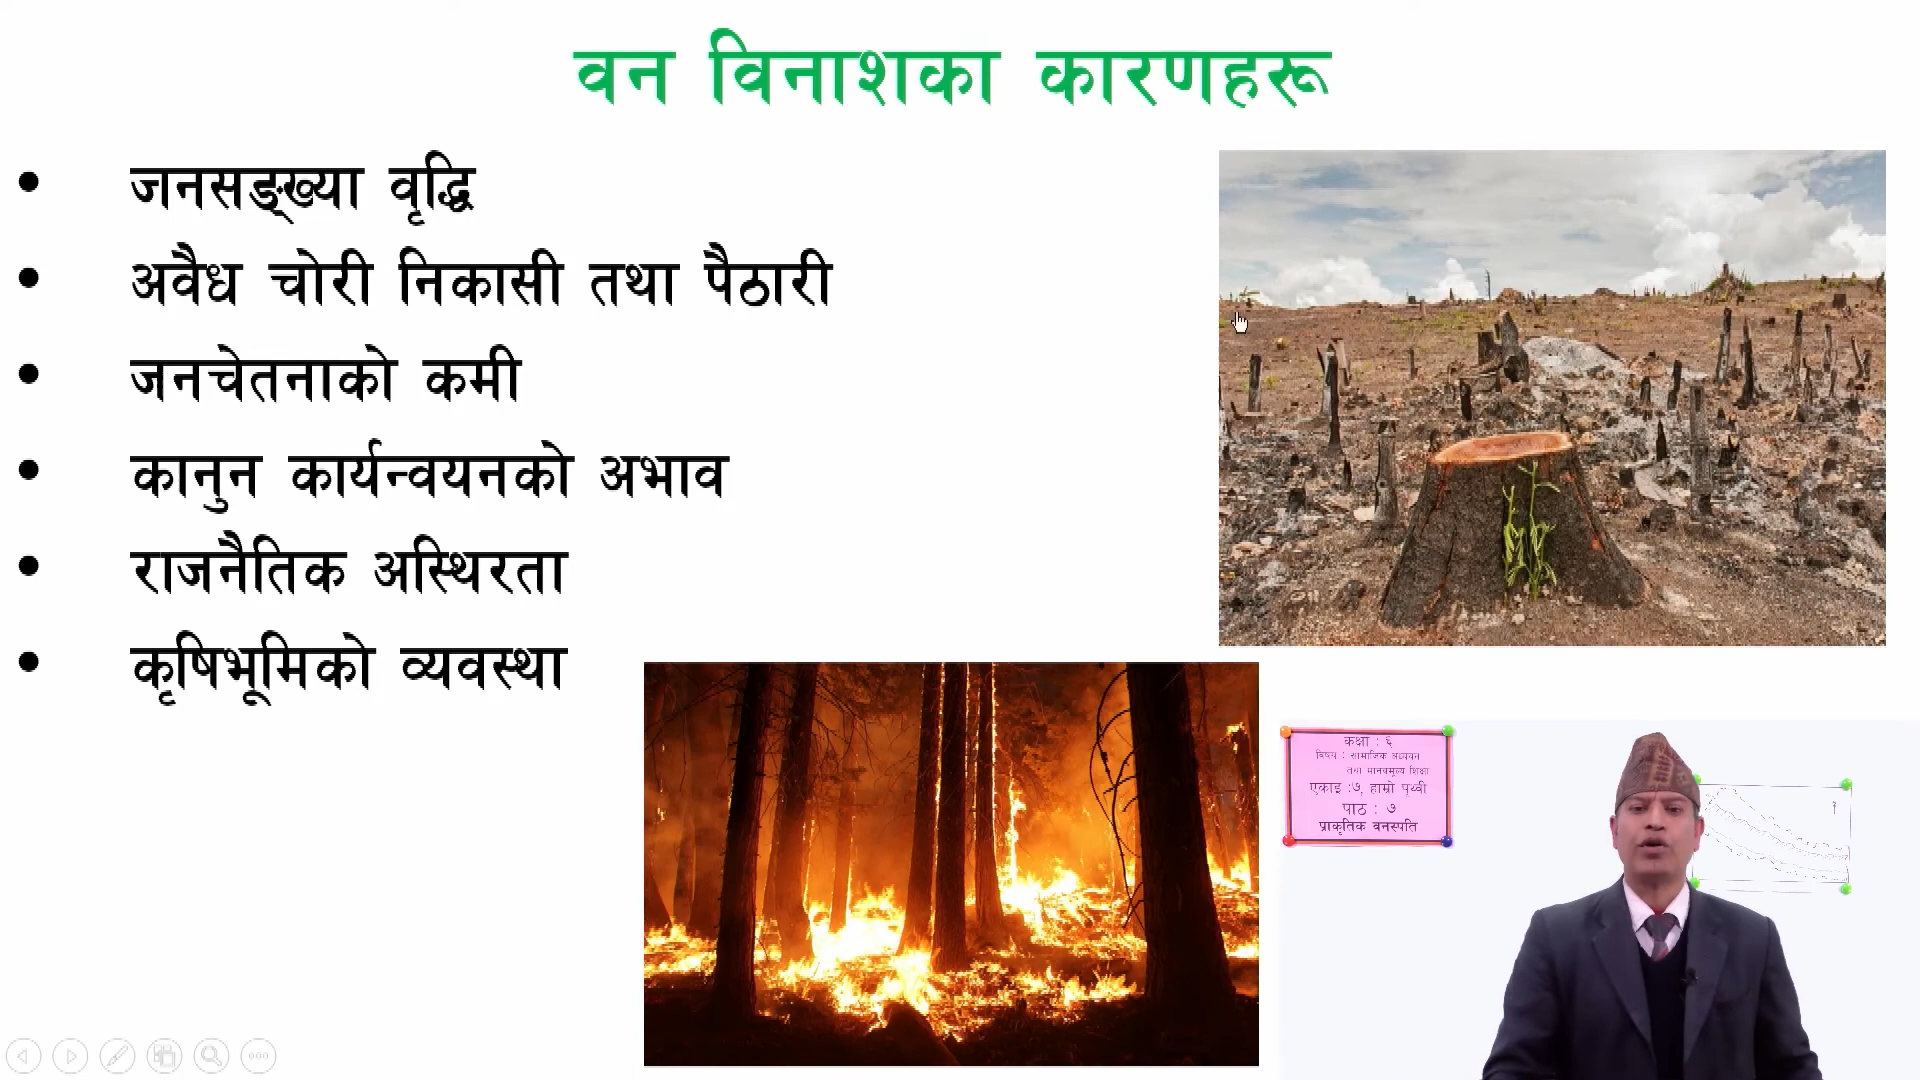 वन विनाशका कारणहरू
• जनसङ्ख्या वृद्धि
• अवैध चोरी निकासी तथा पैठारी
• जनचेतनाको कमी
• कानुन कार्यन्वयनको अभाव
• राजनैतिक अस्थिरता
• कृषिभूमिको व्यवस्था
कक्षा : ६
विषय : सामाजिक अध्ययन
तथा मानवमूल्य शिक्षा
एकाइ :७, हाम्रो पृथ्वी
पाठ : ७
प्राकृतिक वनस्पति